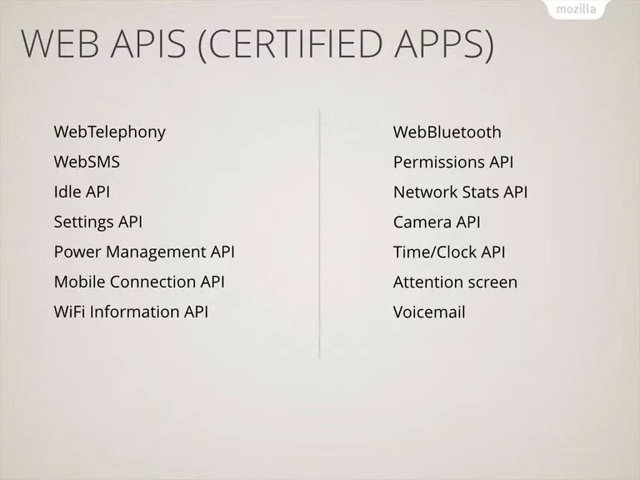 mozilla
WEB APIS (CERTIFIED APPS)
WebTelephony
WebSMS
Idle API
Settings API
Power Management API
Mobile Connection API
WiFi Information API
WebBluetooth
Permissions API
Network Stats API
Camera API
Time/Clock API
Attention screen
Voicemail